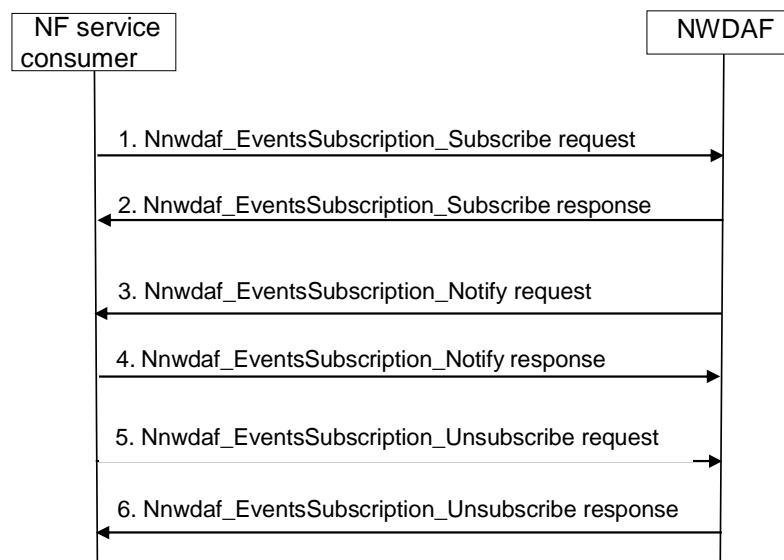 NF service
consumer
NWDAF
1. Nnwdaf_EventsSubscription_Subscribe request
2. Nnwdaf_EventsSubscription_Subscribe response
3. Nnwdaf_EventsSubscription_Notify request
4. Nnwdaf_EventsSubscription_Notify response
5. Nnwdaf_EventsSubscription_Unsubscribe request
6. Nnwdaf_EventsSubscription_Unsubscribe response